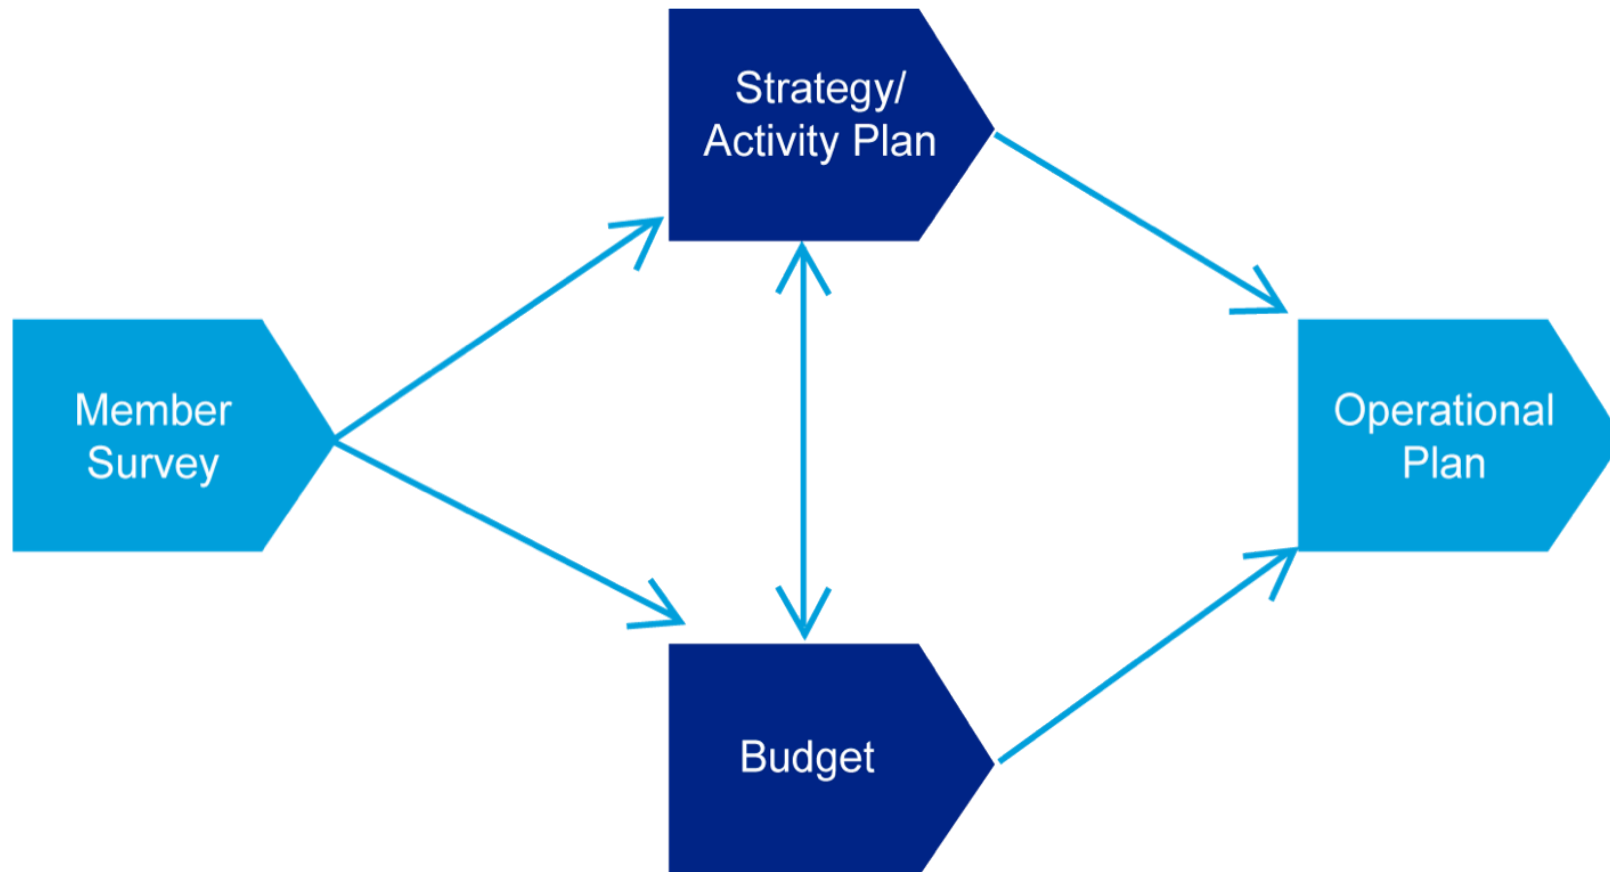 Strategy/
Activity Plan
Member
Survey
Operational
Plan
Budget